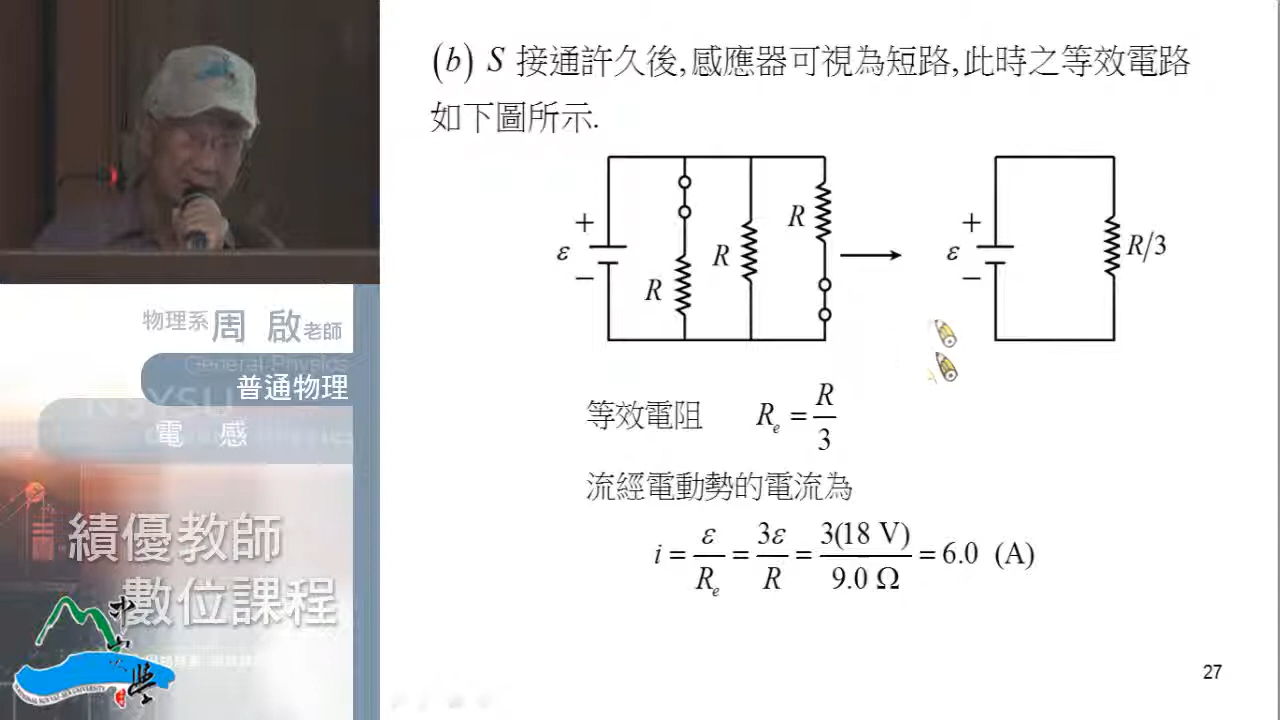 (b) S 接通許久後,感應器可視為短路,此時之等效電路
如下圖所示.
+
ε
−
R
R
R
+
ε
−
R/3
等效電阻 Rₑ = R/3
流經電動勢的電流為
i = ε/Rₑ = 3ε/R = 3(18 V)/9.0 Ω = 6.0 (A)
27
物理系 周 啟 老師
General Physics
普通物理
電 感
績優教師
數位課程